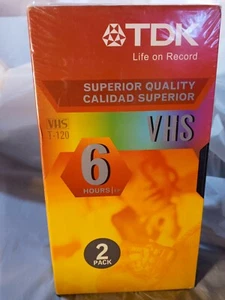 TDK
Life on Record
SUPERIOR QUALITY
CALIDAD SUPERIOR
VHS
T-120
VHS
6
HOURS
2
PACK